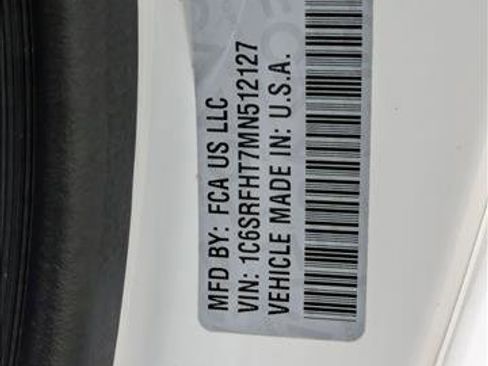 MFD BY: FCA US LLC
VIN: 1C6SRFHT7MN512127
VEHICLE MADE IN: U.S.A.